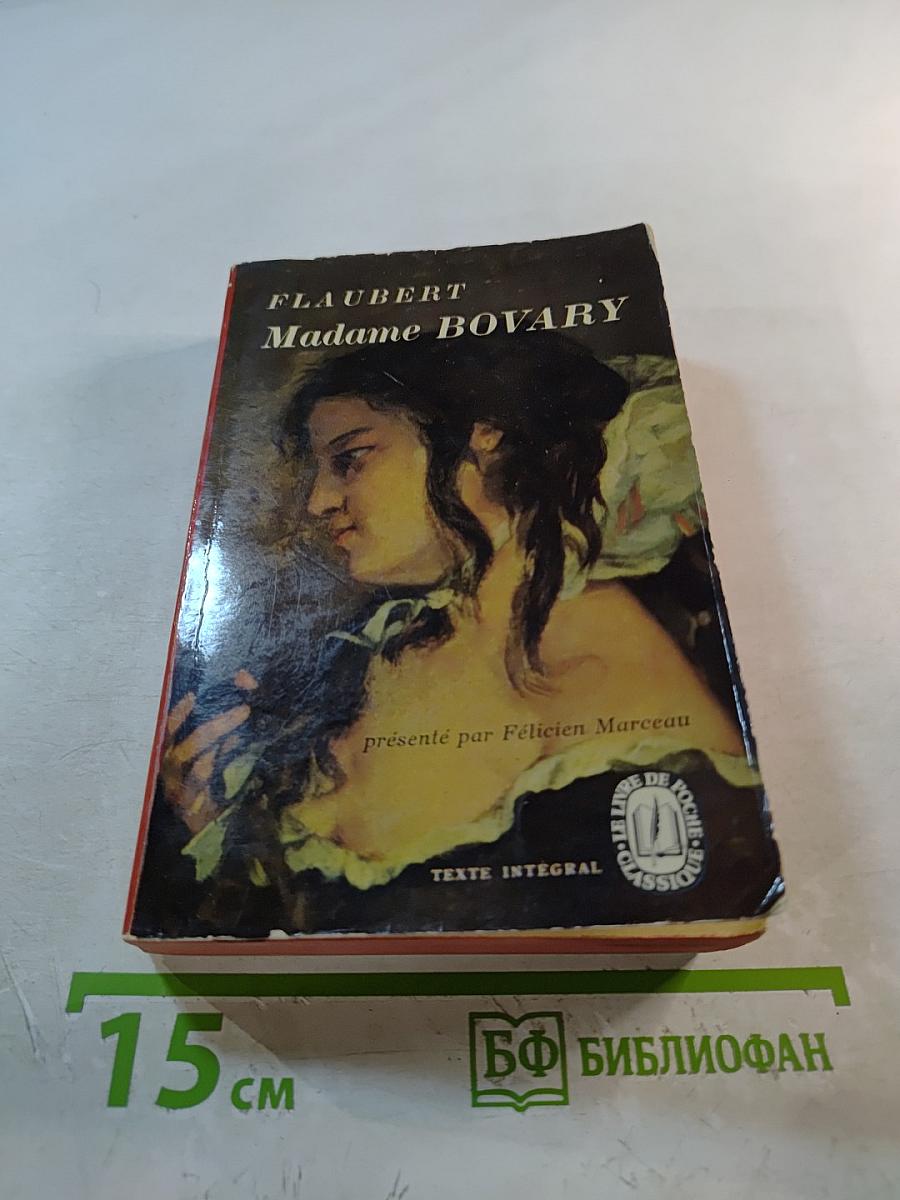 FLAUBERT
Madame BOVARY
présenté par Félicien Marceau
TEXTE INTÉGRAL
LE LIVRE DE POCHE
• CLASSIQUE •
15 см
БФ БИБЛИОФАН